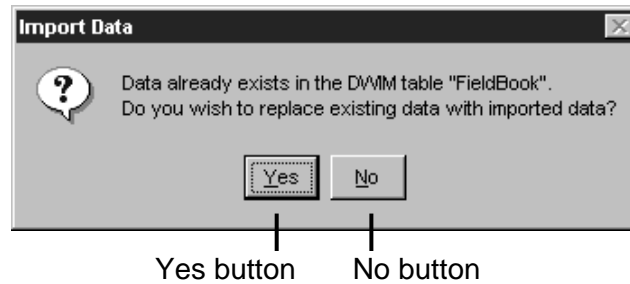 Import Data
?
Data already exists in the DWIM table "FieldBook".
Do you wish to replace existing data with imported data?
Yes No
Yes button No button